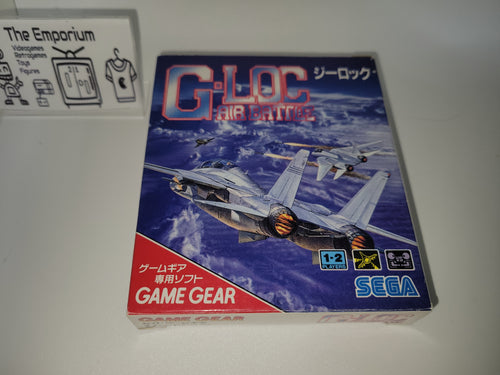 The Emporium
Videogames
Retrogames
Toys
Figures
G-LOC
ジーロック
AIR BATTLE
1-2
PLAYERS
ゲームギア
専用ソフト
GAME GEAR
SEGA
GAME GEAR
G-LOC